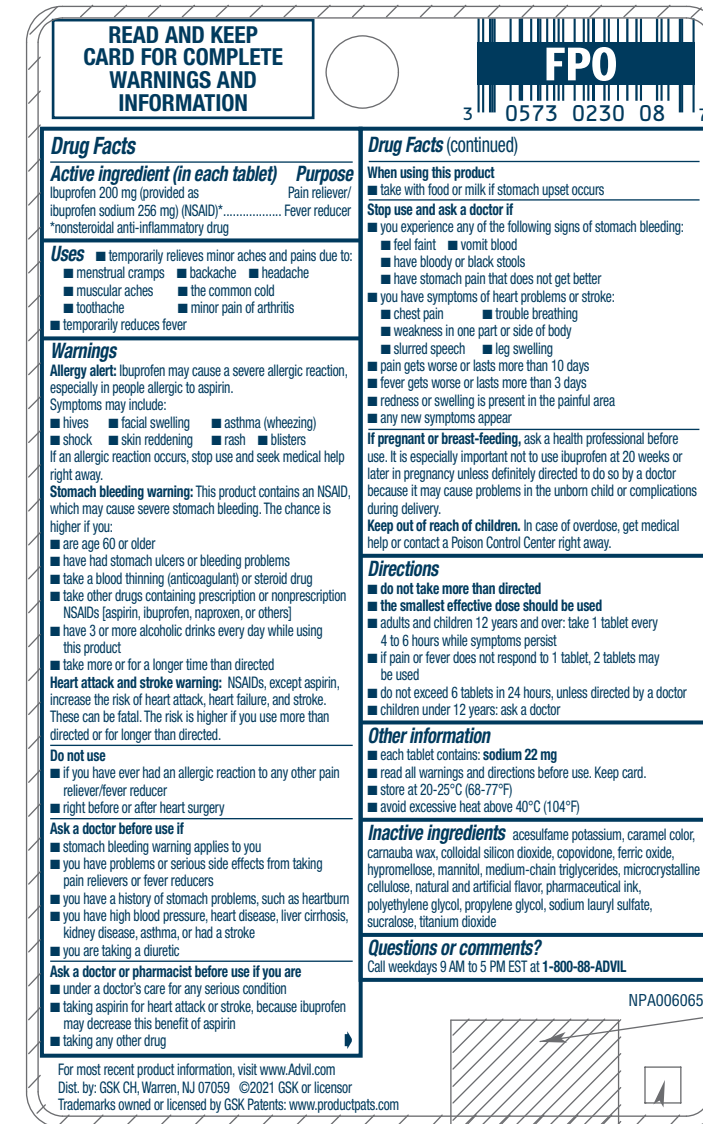 READ AND KEEP
CARD FOR COMPLETE
WARNINGS AND
INFORMATION
FPO
3 0573 0230 08 7
Drug Facts
Active ingredient (in each tablet) Purpose
Ibuprofen 200 mg (provided as Pain reliever/
ibuprofen sodium 256 mg) (NSAID)*.................. Fever reducer
*nonsteroidal anti-inflammatory drug
Uses ■ temporarily relieves minor aches and pains due to:
■ menstrual cramps ■ backache ■ headache
■ muscular aches ■ the common cold
■ toothache ■ minor pain of arthritis
■ temporarily reduces fever
Warnings
Allergy alert: Ibuprofen may cause a severe allergic reaction,
especially in people allergic to aspirin.
Symptoms may include:
■ hives ■ facial swelling ■ asthma (wheezing)
■ shock ■ skin reddening ■ rash ■ blisters
If an allergic reaction occurs, stop use and seek medical help
right away.
Stomach bleeding warning: This product contains an NSAID,
which may cause severe stomach bleeding. The chance is
higher if you:
■ are age 60 or older
■ have had stomach ulcers or bleeding problems
■ take a blood thinning (anticoagulant) or steroid drug
■ take other drugs containing prescription or nonprescription
NSAIDs [aspirin, ibuprofen, naproxen, or others]
■ have 3 or more alcoholic drinks every day while using
this product
■ take more or for a longer time than directed
Heart attack and stroke warning: NSAIDs, except aspirin,
increase the risk of heart attack, heart failure, and stroke.
These can be fatal. The risk is higher if you use more than
directed or for longer than directed.
Do not use
■ if you have ever had an allergic reaction to any other pain
reliever/fever reducer
■ right before or after heart surgery
Ask a doctor before use if
■ stomach bleeding warning applies to you
■ you have problems or serious side effects from taking
pain relievers or fever reducers
■ you have a history of stomach problems, such as heartburn
■ you have high blood pressure, heart disease, liver cirrhosis,
kidney disease, asthma, or had a stroke
■ you are taking a diuretic
Ask a doctor or pharmacist before use if you are
■ under a doctor's care for any serious condition
■ taking aspirin for heart attack or stroke, because ibuprofen
may decrease this benefit of aspirin
■ taking any other drug
Drug Facts (continued)
When using this product
■ take with food or milk if stomach upset occurs
Stop use and ask a doctor if
■ you experience any of the following signs of stomach bleeding:
■ feel faint ■ vomit blood
■ have bloody or black stools
■ have stomach pain that does not get better
■ you have symptoms of heart problems or stroke:
■ chest pain ■ trouble breathing
■ weakness in one part or side of body
■ slurred speech ■ leg swelling
■ pain gets worse or lasts more than 10 days
■ fever gets worse or lasts more than 3 days
■ redness or swelling is present in the painful area
■ any new symptoms appear
If pregnant or breast-feeding, ask a health professional before
use. It is especially important not to use ibuprofen at 20 weeks or
later in pregnancy unless definitely directed to do so by a doctor
because it may cause problems in the unborn child or complications
during delivery.
Keep out of reach of children. In case of overdose, get medical
help or contact a Poison Control Center right away.
Directions
■ do not take more than directed
■ the smallest effective dose should be used
■ adults and children 12 years and over: take 1 tablet every
4 to 6 hours while symptoms persist
■ if pain or fever does not respond to 1 tablet, 2 tablets may
be used
■ do not exceed 6 tablets in 24 hours, unless directed by a doctor
■ children under 12 years: ask a doctor
Other information
■ each tablet contains: sodium 22 mg
■ read all warnings and directions before use. Keep card.
■ store at 20-25°C (68-77°F)
■ avoid excessive heat above 40°C (104°F)
Inactive ingredients acesulfame potassium, caramel color,
carnauba wax, colloidal silicon dioxide, copovidone, ferric oxide,
hypromellose, mannitol, medium-chain triglycerides, microcrystalline
cellulose, natural and artificial flavor, pharmaceutical ink,
polyethylene glycol, propylene glycol, sodium lauryl sulfate,
sucralose, titanium dioxide
Questions or comments?
Call weekdays 9 AM to 5 PM EST at 1-800-88-ADVIL
NPA006065
For most recent product information, visit www.Advil.com
Dist. by: GSK CH, Warren, NJ 07059 ©2021 GSK or licensor
Trademarks owned or licensed by GSK Patents: www.productpats.com